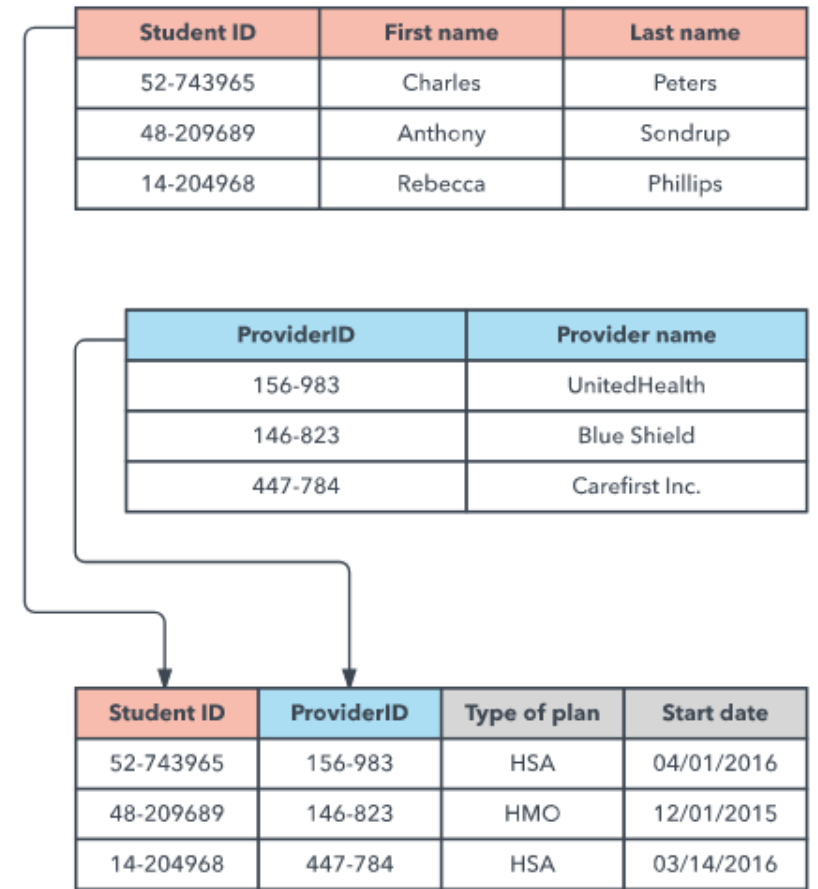 Student ID First name Last name
52-743965 Charles Peters
48-209689 Anthony Sondrup
14-204968 Rebecca Phillips
ProviderID Provider name
156-983 UnitedHealth
146-823 Blue Shield
447-784 Carefirst Inc.
Student ID ProviderID Type of plan Start date
52-743965 156-983 HSA 04/01/2016
48-209689 146-823 HMO 12/01/2015
14-204968 447-784 HSA 03/14/2016